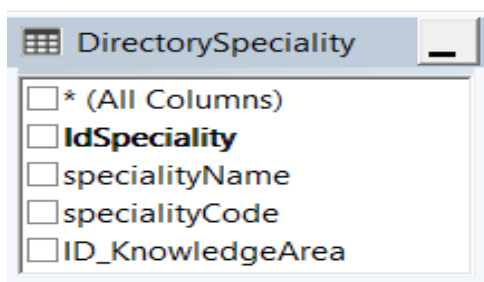 DirectorySpeciality
* (All Columns)
IdSpeciality
specialityName
specialityCode
ID_KnowledgeArea